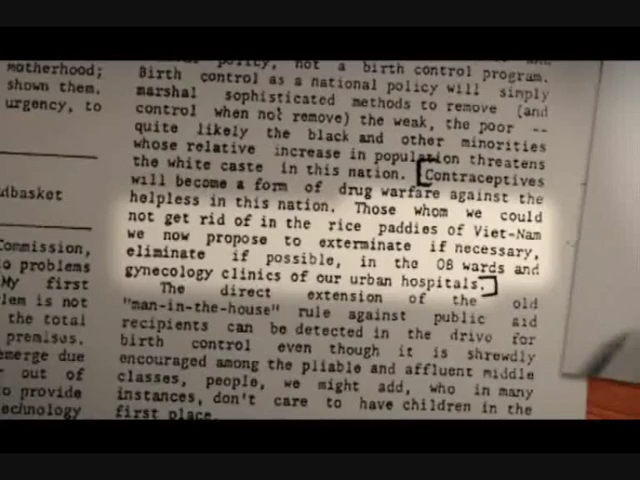 motherhood;
shown them,
urgency, to
dbasket
Commission,
o problems
My first
lem is not
the total
premises.
emerge due
out of
to provide
echnology
policy, not a birth control program.
Birth control as a national policy will simply
marshal sophisticated methods to remove (and
control when not remove) the weak, the poor --
quite likely the black and other minorities
whose relative increase in population threatens
the white caste in this nation. [Contraceptives
will become a form of drug warfare against the
helpless in this nation. Those whom we could
not get rid of in the rice paddies of Viet-Nam
we now propose to exterminate if necessary,
eliminate if possible, in the OB wards and
gynecology clinics of our urban hospitals.]
The direct extension of the old
"man-in-the-house" rule against public aid
recipients can be detected in the drive for
birth control even though it is shrewdly
encouraged among the pliable and affluent middle
classes, people, we might add, who in many
instances, don't care to have children in the
first place.